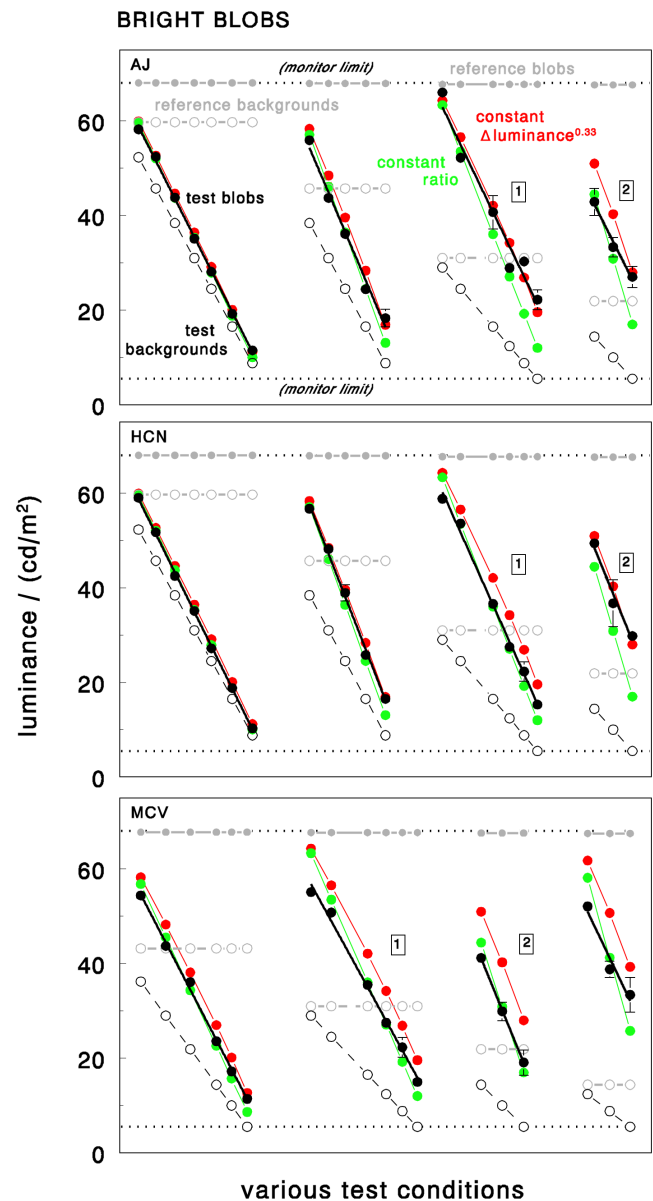 BRIGHT BLOBS
AJ
(monitor limit)
reference blobs
reference backgrounds
constant
Δluminance0.33
constant
ratio
test blobs
test
backgrounds
1
2
(monitor limit)
60
40
20
0
HCN
1
2
60
40
20
0
luminance / (cd/m²)
MCV
1
2
60
40
20
0
various test conditions